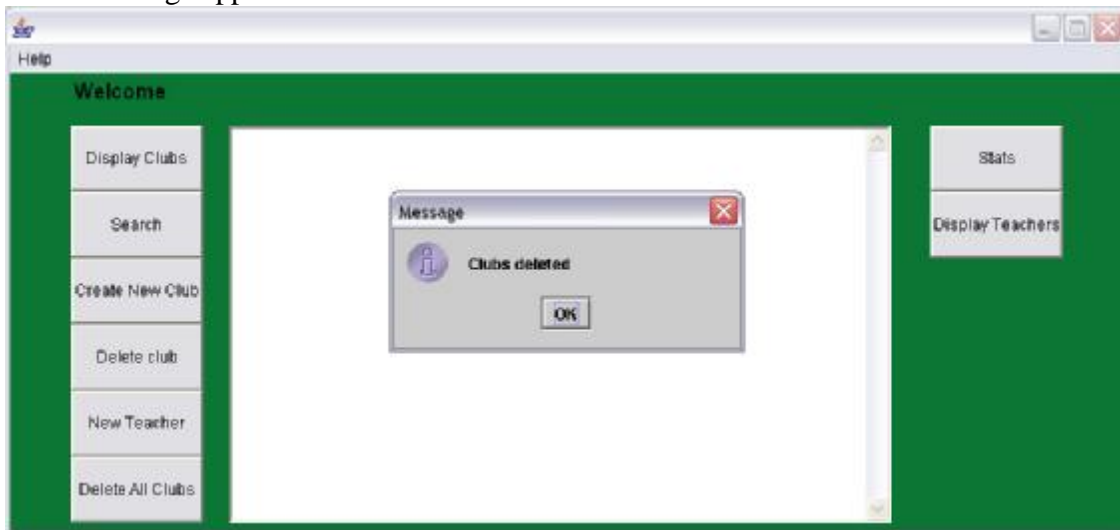 Help
Welcome
Display Clubs
Search
Create New Club
Delete club
New Teacher
Delete All Clubs
Message
Clubs deleted
OK
Stats
Display Teachers